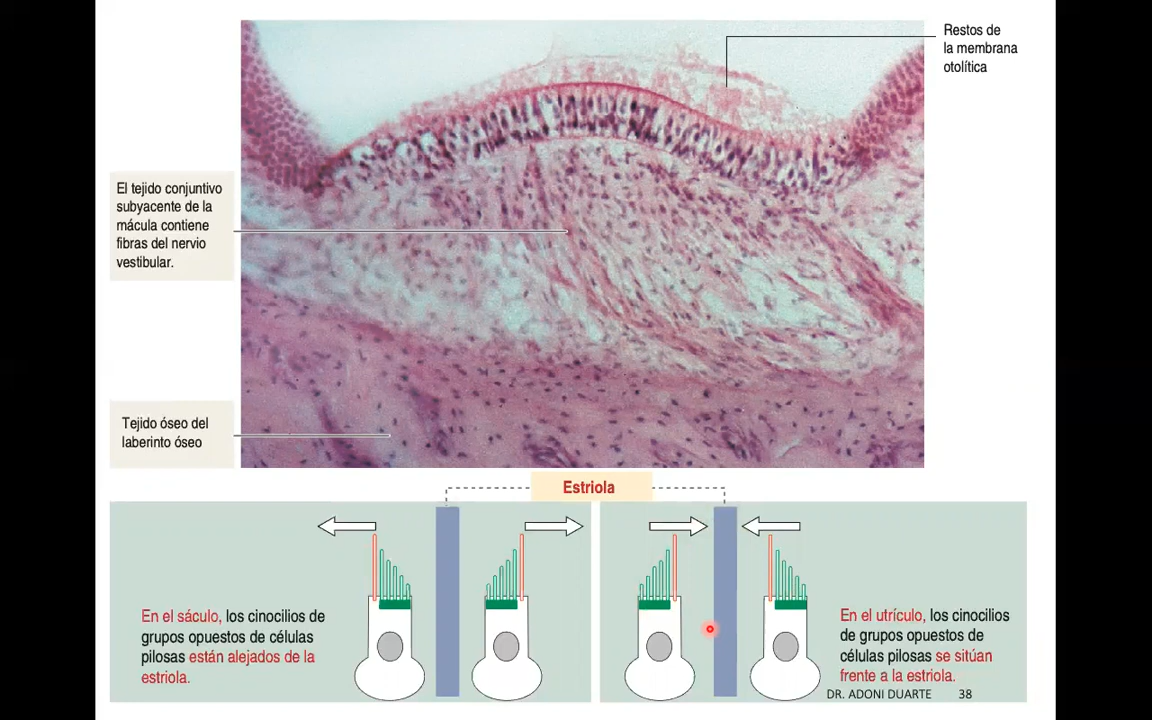 Restos de
la membrana
otolítica
El tejido conjuntivo
subyacente de la
mácula contiene
fibras del nervio
vestibular.
Tejido óseo del
laberinto óseo
Estriola
En el sáculo, los cinocilios de
grupos opuestos de células
pilosas están alejados de la
estriola.
En el utrículo, los cinocilios
de grupos opuestos de
células pilosas se sitúan
frente a la estriola.
DR. ADONI DUARTE 38